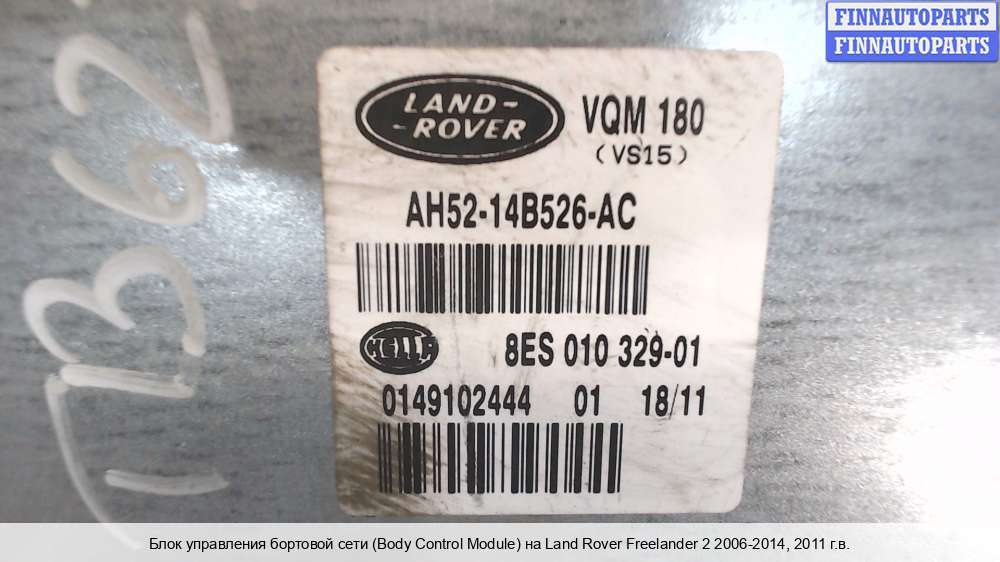 FINNAUTOPARTS
FINNAUTOPARTS
LAND-
-ROVER
VQM 180
(VS15)
AH52-14B526-AC
HELLA
8ES 010 329-01
0149102444 01 18/11
Блок управления бортовой сети (Body Control Module) на Land Rover Freelander 2 2006-2014, 2011 г.в.